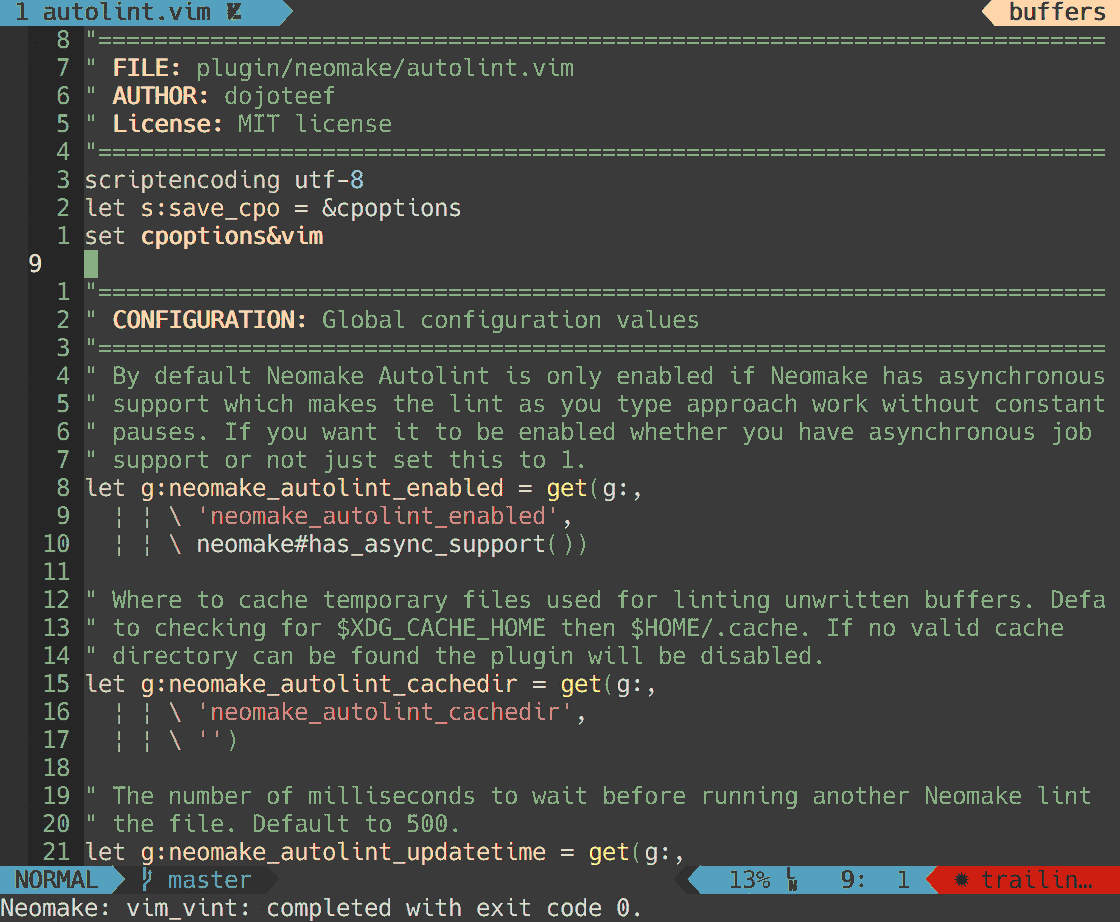 1 autolint.vim buffers
8 "========================================================================
7 " FILE: plugin/neomake/autolint.vim
6 " AUTHOR: dojoteef
5 " License: MIT license
4 "========================================================================
3 scriptencoding utf-8
2 let s:save_cpo = &cpoptions
1 set cpoptions&vim
9
1 "========================================================================
2 " CONFIGURATION: Global configuration values
3 "========================================================================
4 " By default Neomake Autolint is only enabled if Neomake has asynchronous
5 " support which makes the lint as you type approach work without constant
6 " pauses. If you want it to be enabled whether you have asynchronous job
7 " support or not just set this to 1.
8 let g:neomake_autolint_enabled = get(g:,
9 ¦ ¦ \ 'neomake_autolint_enabled',
10 ¦ ¦ \ neomake#has_async_support())
11
12 " Where to cache temporary files used for linting unwritten buffers. Defa
13 " to checking for $XDG_CACHE_HOME then $HOME/.cache. If no valid cache
14 " directory can be found the plugin will be disabled.
15 let g:neomake_autolint_cachedir = get(g:,
16 ¦ ¦ \ 'neomake_autolint_cachedir',
17 ¦ ¦ \ '')
18
19 " The number of milliseconds to wait before running another Neomake lint
20 " the file. Default to 500.
21 let g:neomake_autolint_updatetime = get(g:,
NORMAL master 13% 9: 1 ✹ trailin…
Neomake: vim_vint: completed with exit code 0.